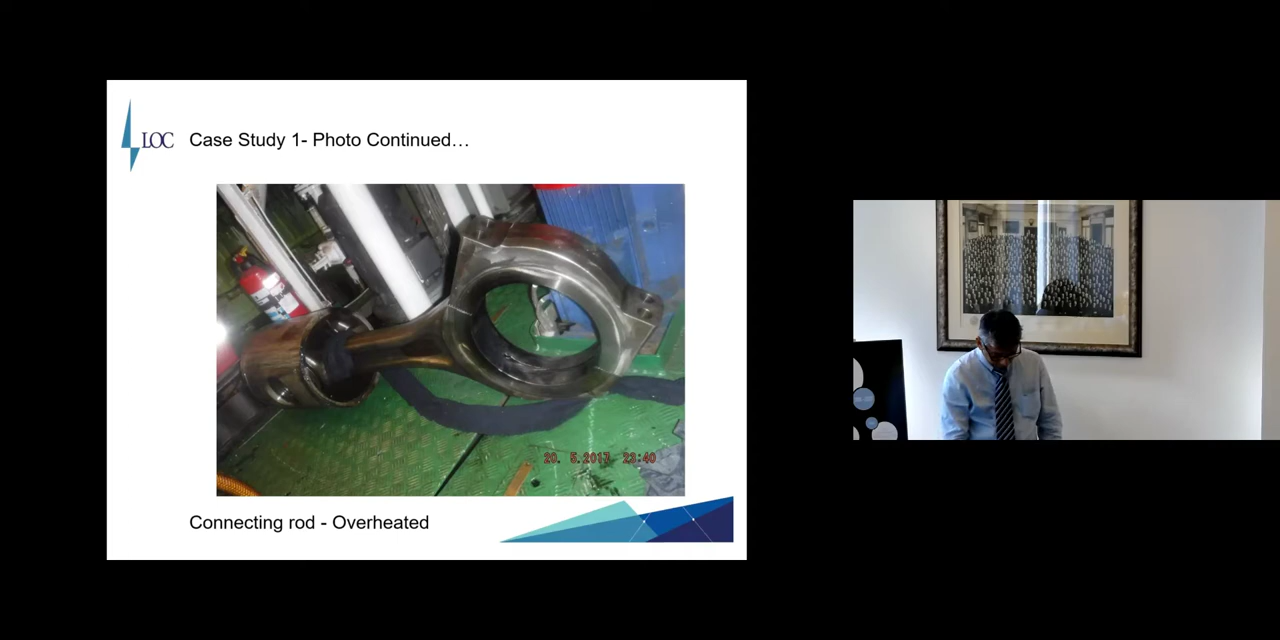 LOC
Case Study 1- Photo Continued…
20. 5.2017 23:40
Connecting rod - Overheated